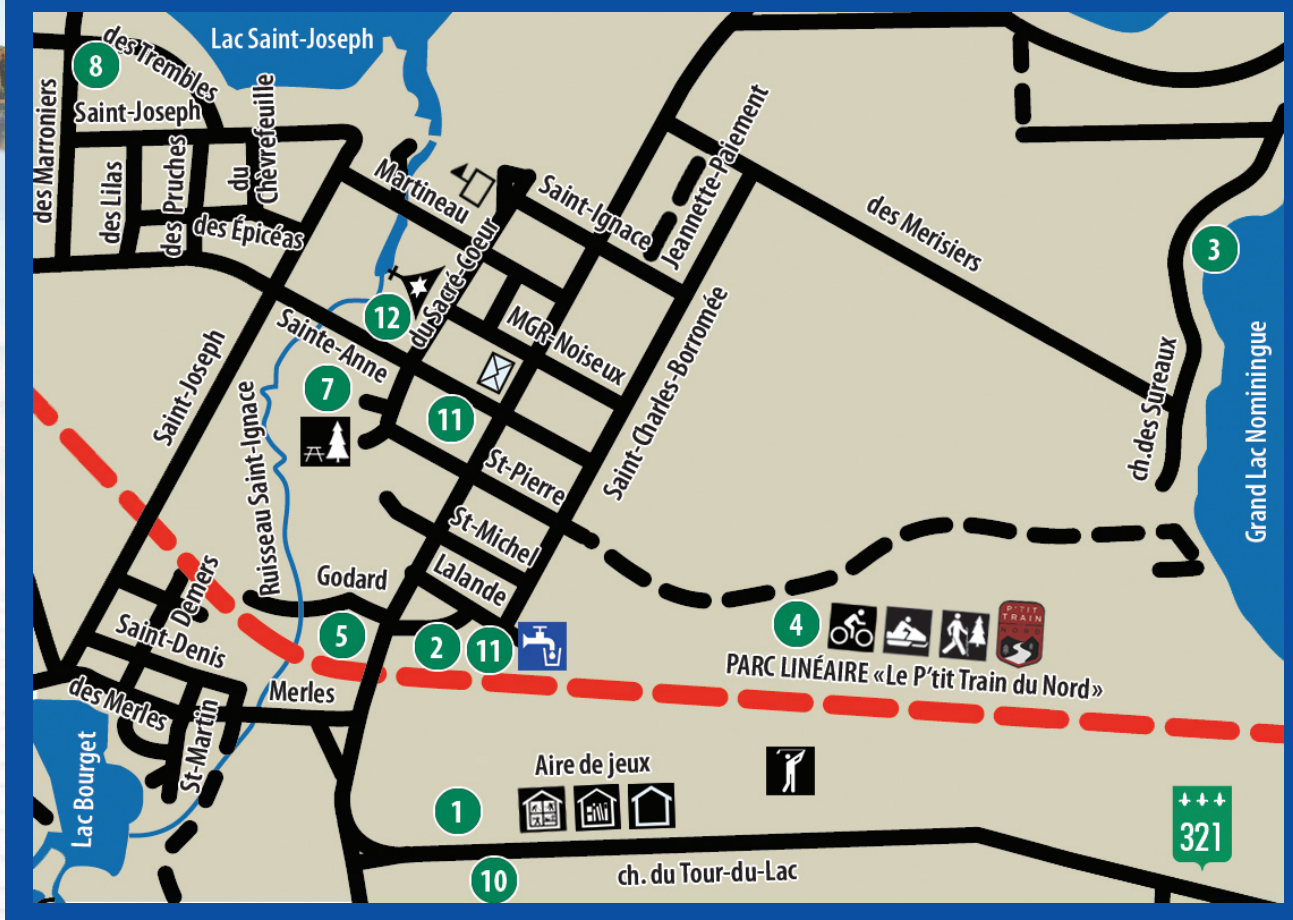 Lac Saint-Joseph
des Trembles
8
Saint-Joseph
des Marroniers
des Lilas
des Pruches
du
Chèvrefeuille
des Épicéas
Martineau
Saint-Ignace
Jeannette-Paiement
des Merisiers
3
du Sacré-Coeur
12
MGR-Noiseux
Sainte-Anne
Saint-Charles-Borromée
ch.des Sureaux
Grand Lac Nominingue
Saint-Joseph
7
11
Ruisseau Saint-Ignace
St-Pierre
St-Michel
Lalande
Godard
Demers
Saint-Denis
5
2
11
4
P'TIT
TRAIN
NORD
PARC LINÉAIRE «Le P'tit Train du Nord»
Merles
des Merles
St-Martin
Lac Bourget
Aire de jeux
1
321
10
ch. du Tour-du-Lac